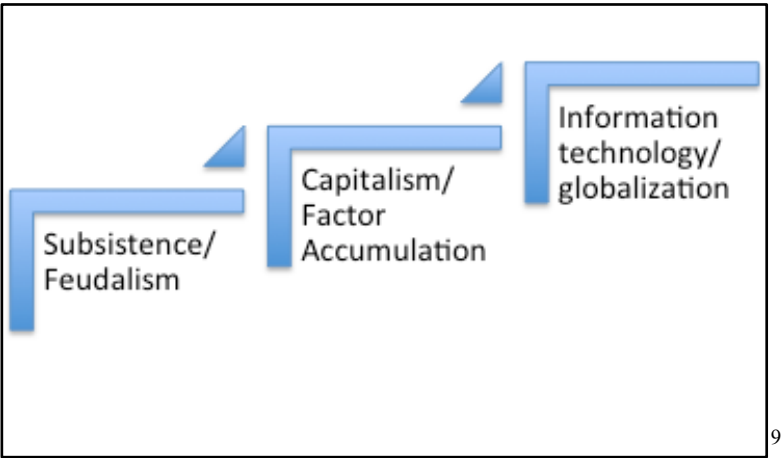 Subsistence/
Feudalism
Capitalism/
Factor
Accumulation
Information
technology/
globalization
9